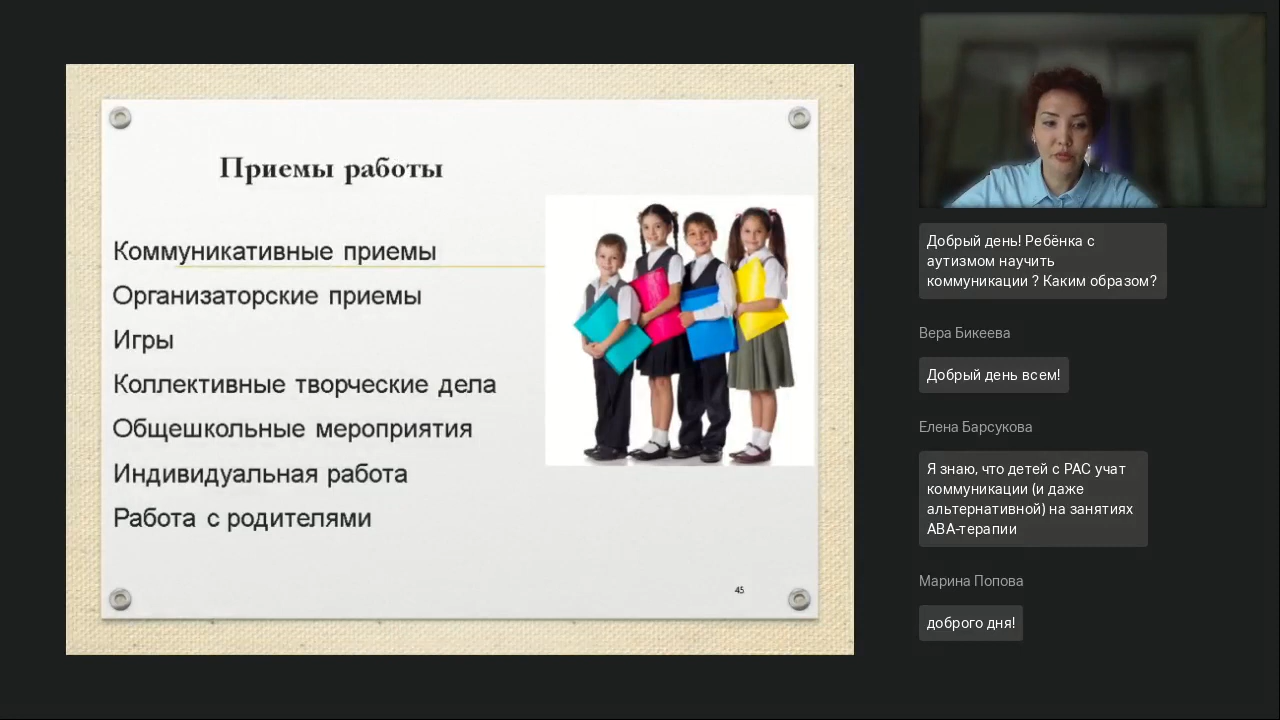 Приемы работы
Коммуникативные приемы
Организаторские приемы
Игры
Коллективные творческие дела
Общешкольные мероприятия
Индивидуальная работа
Работа с родителями
45
Добрый день! Ребёнка с
аутизмом научить
коммуникации ? Каким образом?
Вера Бикеева
Добрый день всем!
Елена Барсукова
Я знаю, что детей с РАС учат
коммуникации (и даже
альтернативной) на занятиях
АВА-терапии
Марина Попова
доброго дня!